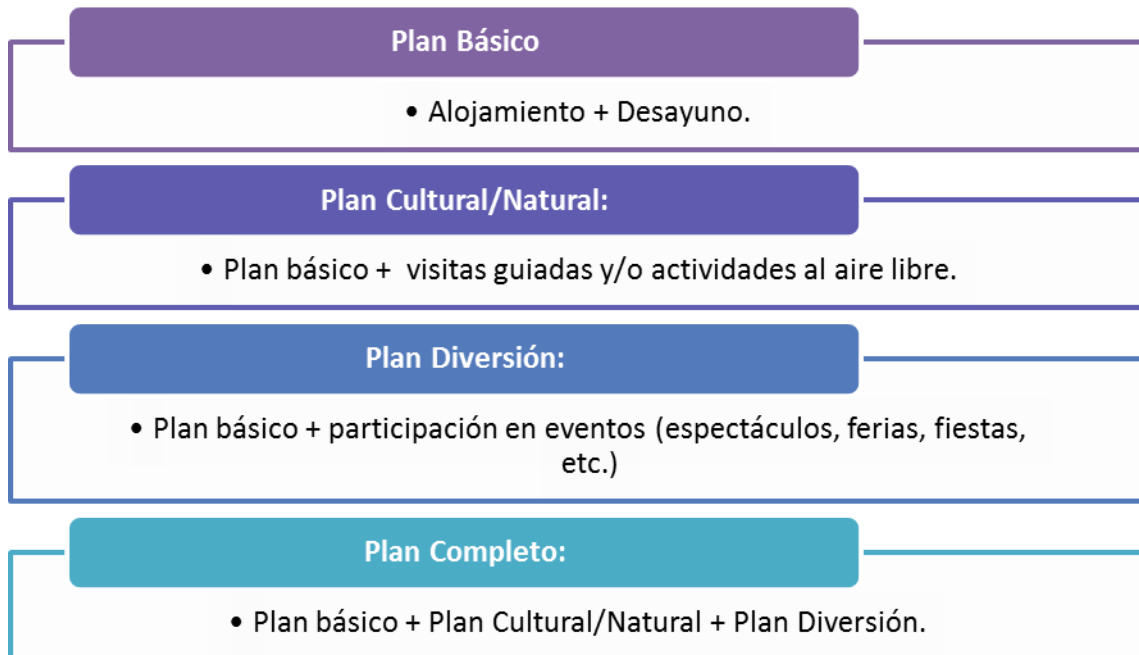 Plan Básico
• Alojamiento + Desayuno.
Plan Cultural/Natural:
• Plan básico + visitas guiadas y/o actividades al aire libre.
Plan Diversión:
• Plan básico + participación en eventos (espectáculos, ferias, fiestas,
etc.)
Plan Completo:
• Plan básico + Plan Cultural/Natural + Plan Diversión.